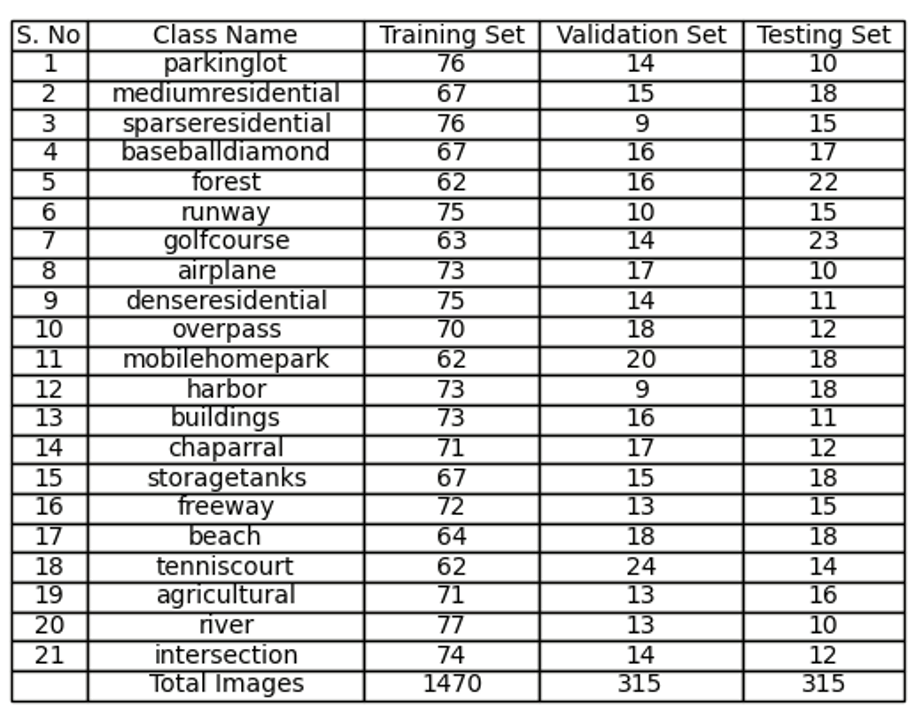 S. No Class Name Training Set Validation Set Testing Set
1 parkinglot 76 14 10
2 mediumresidential 67 15 18
3 sparseresidential 76 9 15
4 baseballdiamond 67 16 17
5 forest 62 16 22
6 runway 75 10 15
7 golfcourse 63 14 23
8 airplane 73 17 10
9 denseresidential 75 14 11
10 overpass 70 18 12
11 mobilehomepark 62 20 18
12 harbor 73 9 18
13 buildings 73 16 11
14 chaparral 71 17 12
15 storagetanks 67 15 18
16 freeway 72 13 15
17 beach 64 18 18
18 tenniscourt 62 24 14
19 agricultural 71 13 16
20 river 77 13 10
21 intersection 74 14 12
Total Images 1470 315 315